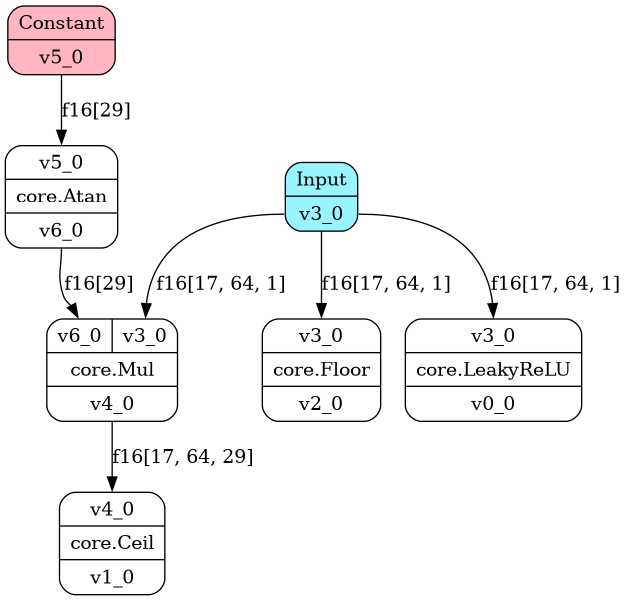 Constant
v5_0
f16[29]
v5_0
core.Atan
v6_0
Input
v3_0
f16[29]
f16[17, 64, 1]
f16[17, 64, 1]
f16[17, 64, 1]
v6_0 v3_0
core.Mul
v4_0
v3_0
core.Floor
v2_0
v3_0
core.LeakyReLU
v0_0
f16[17, 64, 29]
v4_0
core.Ceil
v1_0